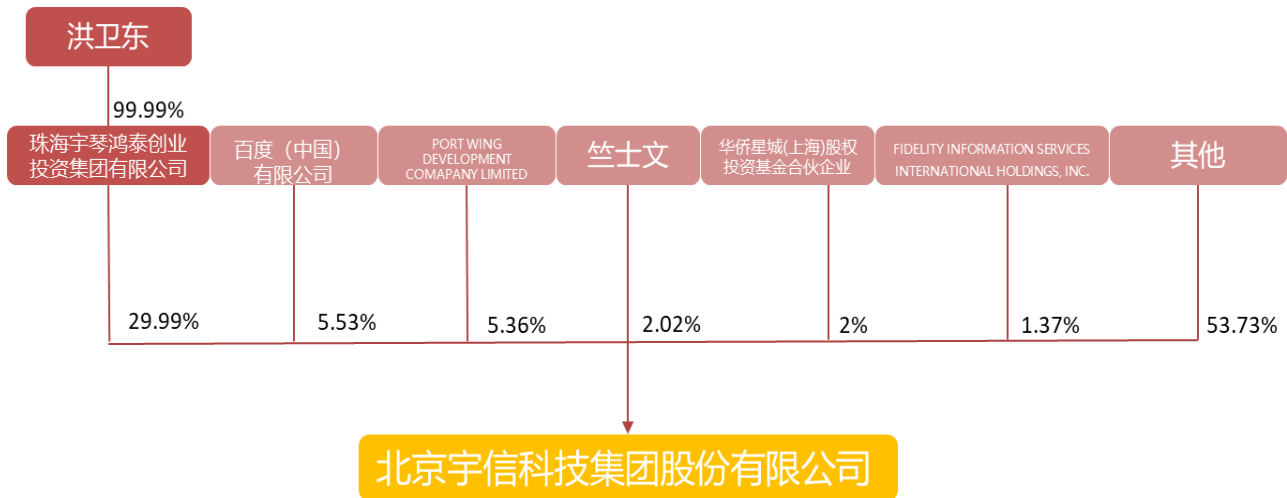 洪卫东
99.99%
珠海宇琴鸿泰创业
投资集团有限公司
百度（中国）
有限公司
PORT WING
DEVELOPMENT
COMAPANY LIMITED
竺士文
华侨星城(上海)股权
投资基金合伙企业
FIDELITY INFORMATION SERVICES
INTERNATIONAL HOLDINGS, INC.
其他
29.99%
5.53%
5.36%
2.02%
2%
1.37%
53.73%
北京宇信科技集团股份有限公司